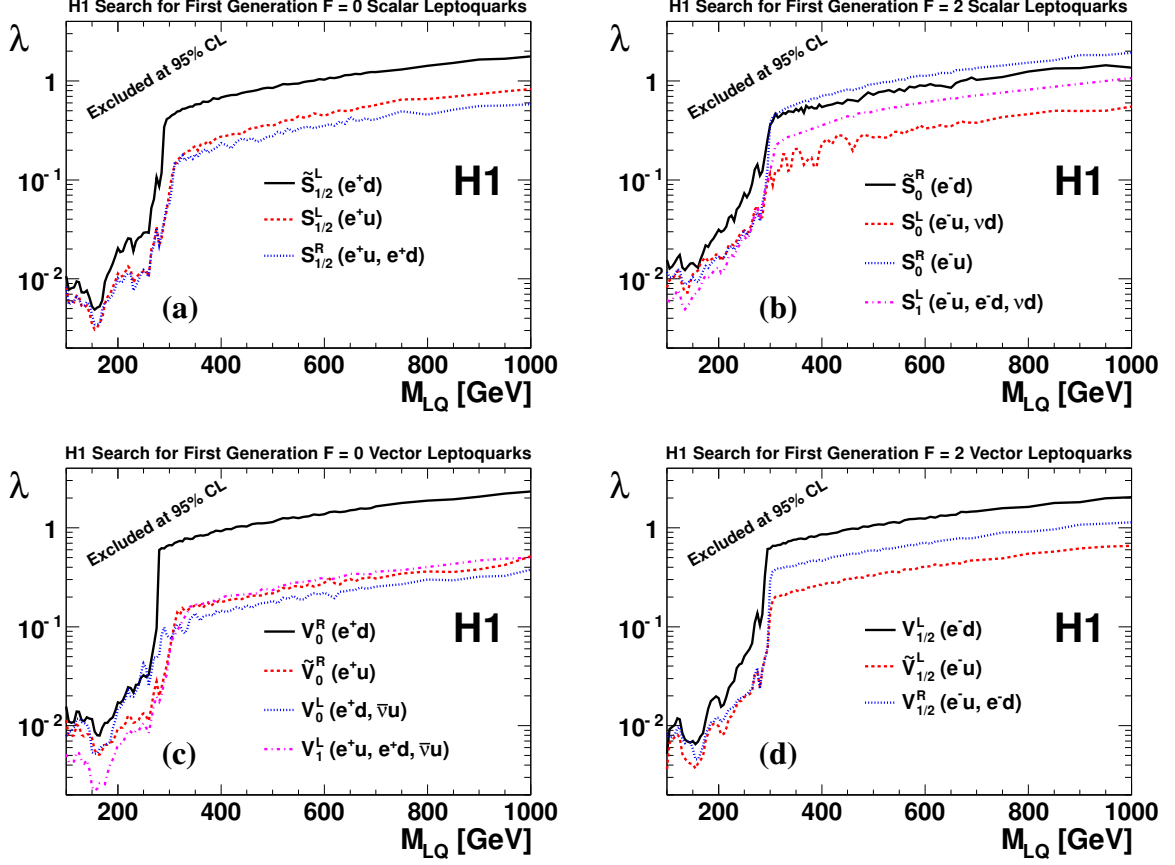 H1 Search for First Generation F = 0 Scalar Leptoquarks
λ
Excluded at 95% CL
1
10⁻¹
10⁻²
H1
S̃ᴸ₁/₂ (e⁺d)
Sᴸ₁/₂ (e⁺u)
Sᴿ₁/₂ (e⁺u, e⁺d)
(a)
200 400 600 800 1000
M_LQ [GeV]
H1 Search for First Generation F = 2 Scalar Leptoquarks
λ
Excluded at 95% CL
1
10⁻¹
10⁻²
H1
S̃ᴿ₀ (e⁻d)
Sᴸ₀ (e⁻u, νd)
Sᴿ₀ (e⁻u)
Sᴸ₁ (e⁻u, e⁻d, νd)
(b)
200 400 600 800 1000
M_LQ [GeV]
H1 Search for First Generation F = 0 Vector Leptoquarks
λ
Excluded at 95% CL
1
10⁻¹
10⁻²
H1
Vᴿ₀ (e⁺d)
Ṽᴿ₀ (e⁺u)
Vᴸ₀ (e⁺d, ν̄u)
Vᴸ₁ (e⁺u, e⁺d, ν̄u)
(c)
200 400 600 800 1000
M_LQ [GeV]
H1 Search for First Generation F = 2 Vector Leptoquarks
λ
Excluded at 95% CL
1
10⁻¹
10⁻²
H1
Vᴸ₁/₂ (e⁻d)
Ṽᴸ₁/₂ (e⁻u)
Vᴿ₁/₂ (e⁻u, e⁻d)
(d)
200 400 600 800 1000
M_LQ [GeV]